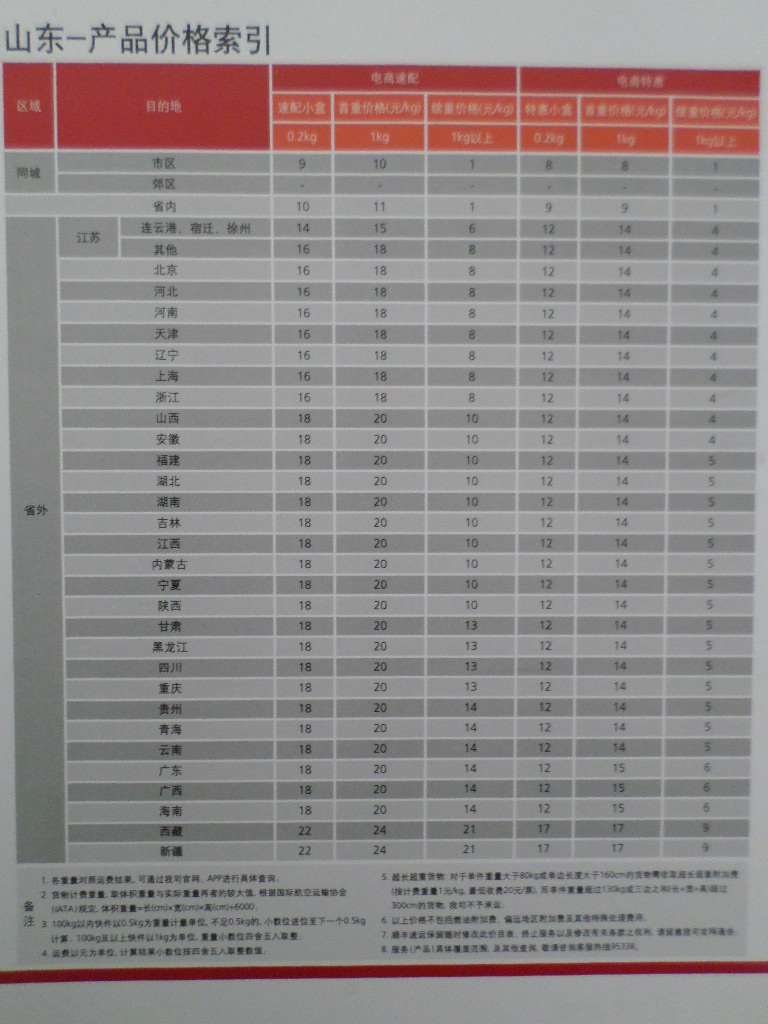 山东-产品价格索引
区域 目的地 电商速配 电商特惠
速配小盒 首重价格(元/kg) 续重价格(元/kg) 特惠小盒 首重价格(元/kg) 续重价格(元/kg)
0.2kg 1kg 1kg以上 0.2kg 1kg 1kg以上
同城 市区 9 10 1 8 8 1
郊区 - - - - - -
省内 10 11 1 9 9 1
省外 江苏 连云港、宿迁、徐州 14 15 6 12 14 4
其他 16 18 8 12 14 4
北京 16 18 8 12 14 4
河北 16 18 8 12 14 4
河南 16 18 8 12 14 4
天津 16 18 8 12 14 4
辽宁 16 18 8 12 14 4
上海 16 18 8 12 14 4
浙江 16 18 8 12 14 4
山西 18 20 10 12 14 4
安徽 18 20 10 12 14 4
福建 18 20 10 12 14 5
湖北 18 20 10 12 14 5
湖南 18 20 10 12 14 5
吉林 18 20 10 12 14 5
江西 18 20 10 12 14 5
内蒙古 18 20 10 12 14 5
宁夏 18 20 10 12 14 5
陕西 18 20 10 12 14 5
甘肃 18 20 13 12 14 5
黑龙江 18 20 13 12 14 5
四川 18 20 13 12 14 5
重庆 18 20 13 12 14 5
贵州 18 20 14 12 14 5
青海 18 20 14 12 14 5
云南 18 20 14 12 14 5
广东 18 20 14 12 15 6
广西 18 20 14 12 15 6
海南 18 20 14 12 15 6
西藏 22 24 21 17 17 9
新疆 22 24 21 17 17 9
备注
1. 各重量对照运费结果, 可通过我司官网、APP进行具体查询。
2. 货物计费重量, 取体积重量与实际重量两者的较大值, 根据国际航空运输协会
(IATA)规定, 体积重量=长(cm)×宽(cm)×高(cm)÷6000。
3. 100kg以内快件以0.5kg为重量计量单位, 不足0.5kg的, 小数位进位至下一个0.5kg
计算。100kg及以上快件以1kg为单位, 重量小数位四舍五入取整。
4. 运费以元为单位, 计算结果小数位按四舍五入取整数值。
5. 超长超重货物: 对于单件重量大于80kg或单边长度大于160cm的货物需收取超长超重附加费
(按计费重量1元/kg, 最低收费20元/票), 而单件重量超过130kg或三边之和(长+宽+高)超过
300cm的货物, 我司不予承运。
6. 以上价格不包括燃油附加费、偏远地区附加费及其他特殊处理费用。
7. 顺丰速运保留随时修改此价目表、终止服务以及修改有关条款之权利, 请留意我司官网通告。
8. 服务(产品)具体覆盖范围, 及其他查询, 敬请咨询客服热线95338。